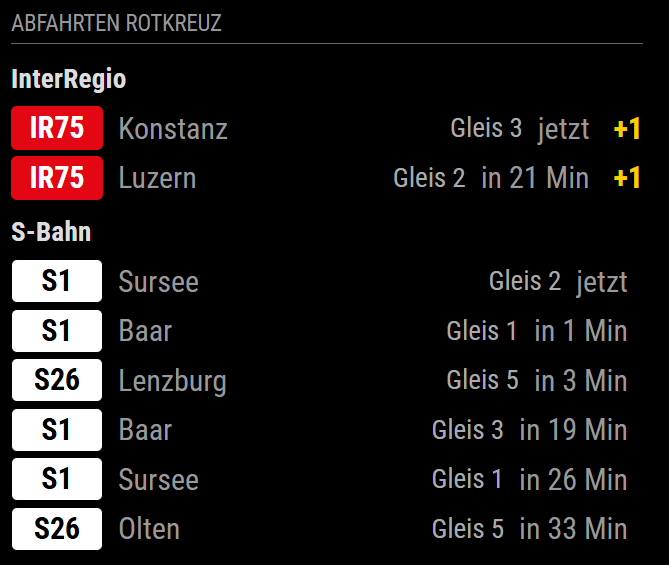 ABFAHRTEN ROTKREUZ
InterRegio
IR75 Konstanz Gleis 3 jetzt +1
IR75 Luzern Gleis 2 in 21 Min +1
S-Bahn
S1 Sursee Gleis 2 jetzt
S1 Baar Gleis 1 in 1 Min
S26 Lenzburg Gleis 5 in 3 Min
S1 Baar Gleis 3 in 19 Min
S1 Sursee Gleis 1 in 26 Min
S26 Olten Gleis 5 in 33 Min